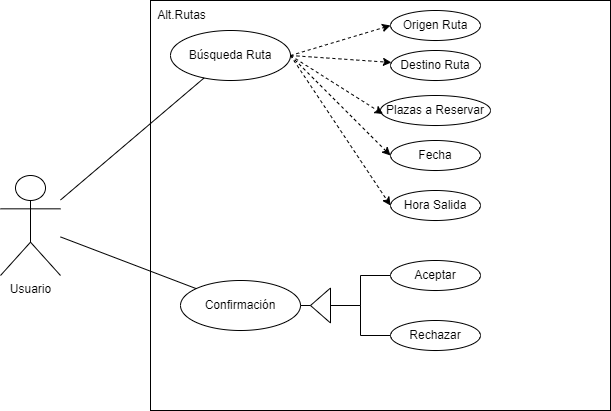 Alt.Rutas
Origen Ruta
Búsqueda Ruta
Destino Ruta
Plazas a Reservar
Fecha
Hora Salida
Usuario
Aceptar
Confirmación
Rechazar